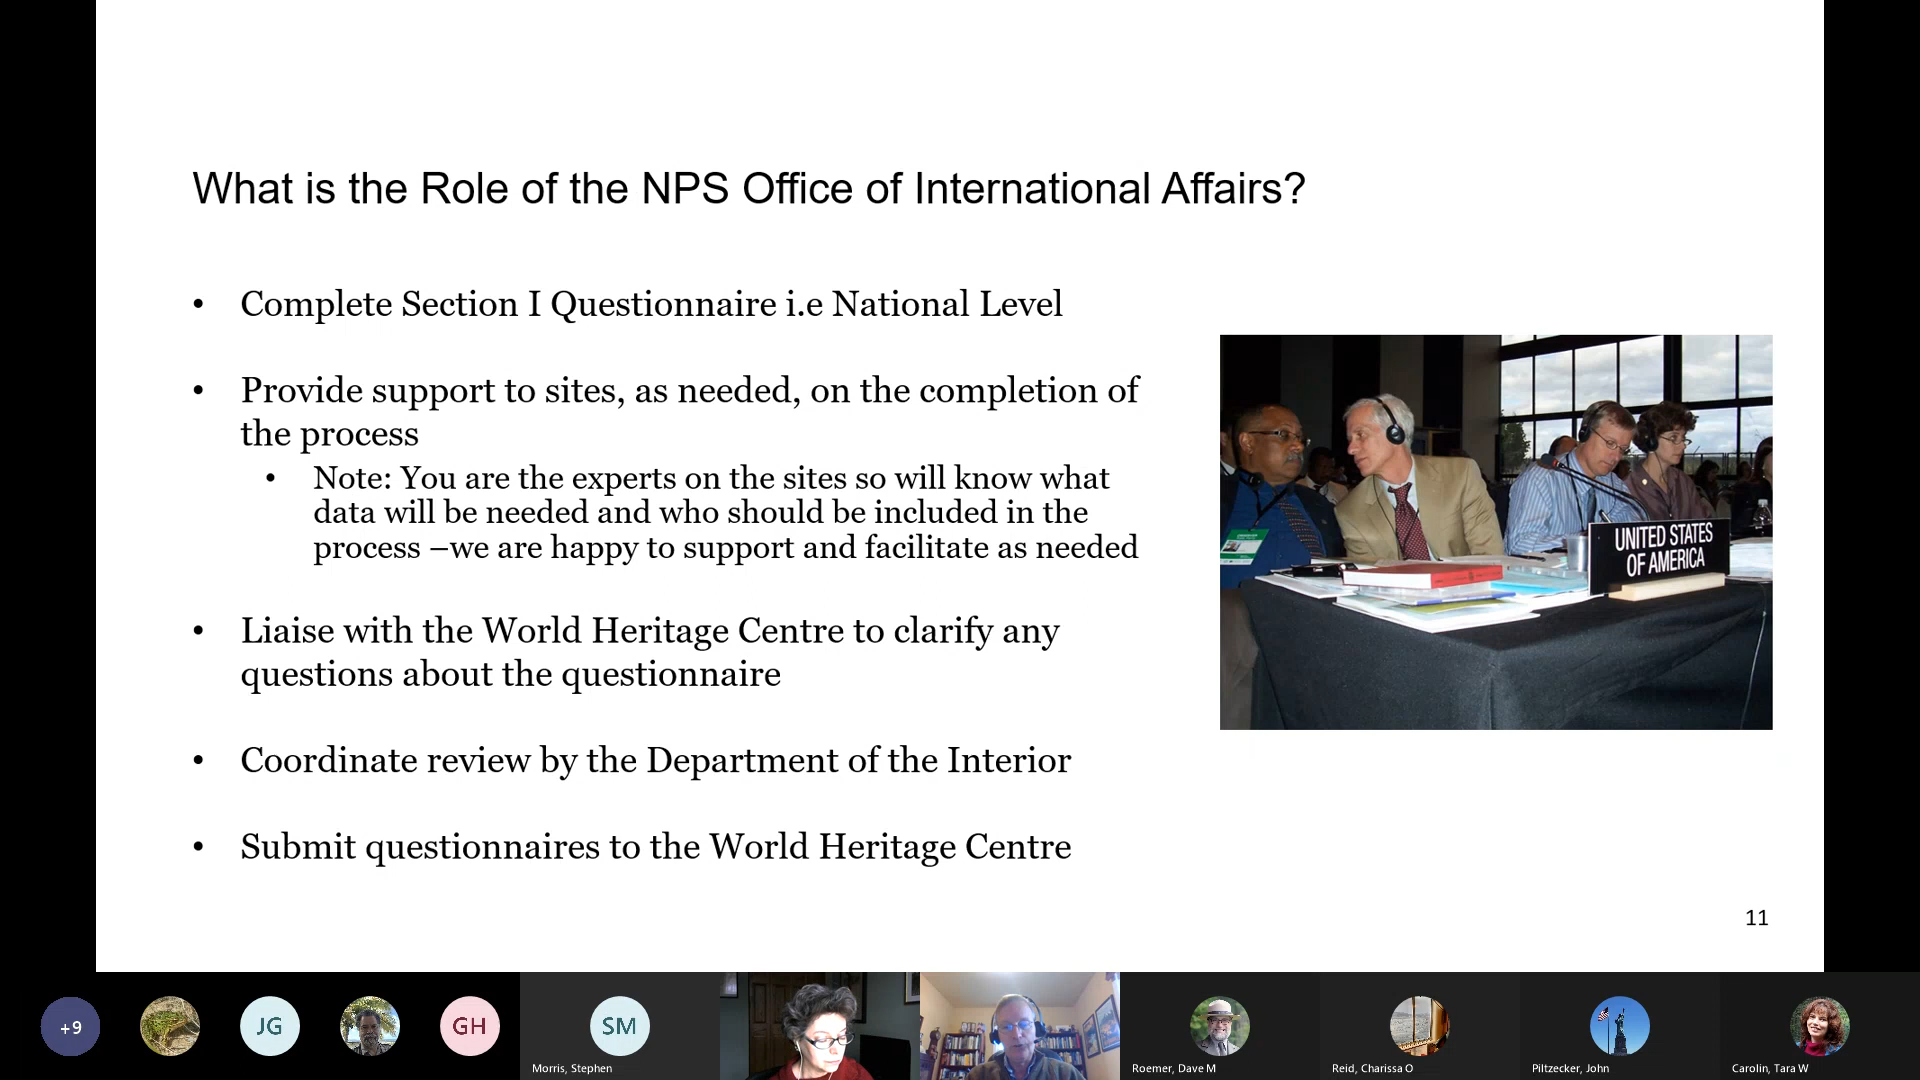 What is the Role of the NPS Office of International Affairs?
• Complete Section I Questionnaire i.e National Level
• Provide support to sites, as needed, on the completion of
the process
• Note: You are the experts on the sites so will know what
data will be needed and who should be included in the
process –we are happy to support and facilitate as needed
• Liaise with the World Heritage Centre to clarify any
questions about the questionnaire
• Coordinate review by the Department of the Interior
• Submit questionnaires to the World Heritage Centre
UNITED STATES
OF AMERICA
11
+9
JG
GH
SM
Morris, Stephen
Roemer, Dave M
Reid, Charissa O
Piltzecker, John
Carolin, Tara W